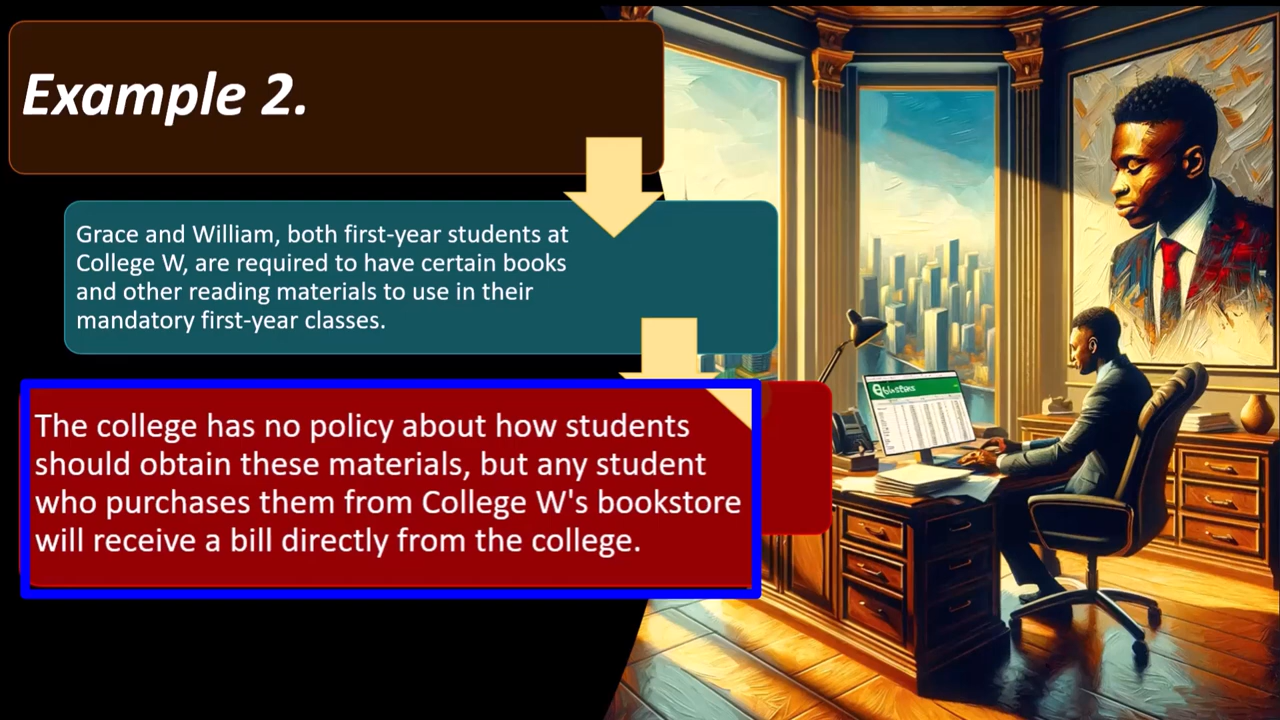 Example 2.
Grace and William, both first-year students at
College W, are required to have certain books
and other reading materials to use in their
mandatory first-year classes.
The college has no policy about how students
should obtain these materials, but any student
who purchases them from College W's bookstore
will receive a bill directly from the college.